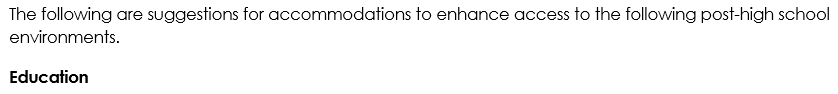 The following are suggestions for accommodations to enhance access to the following post-high school
environments.
Education